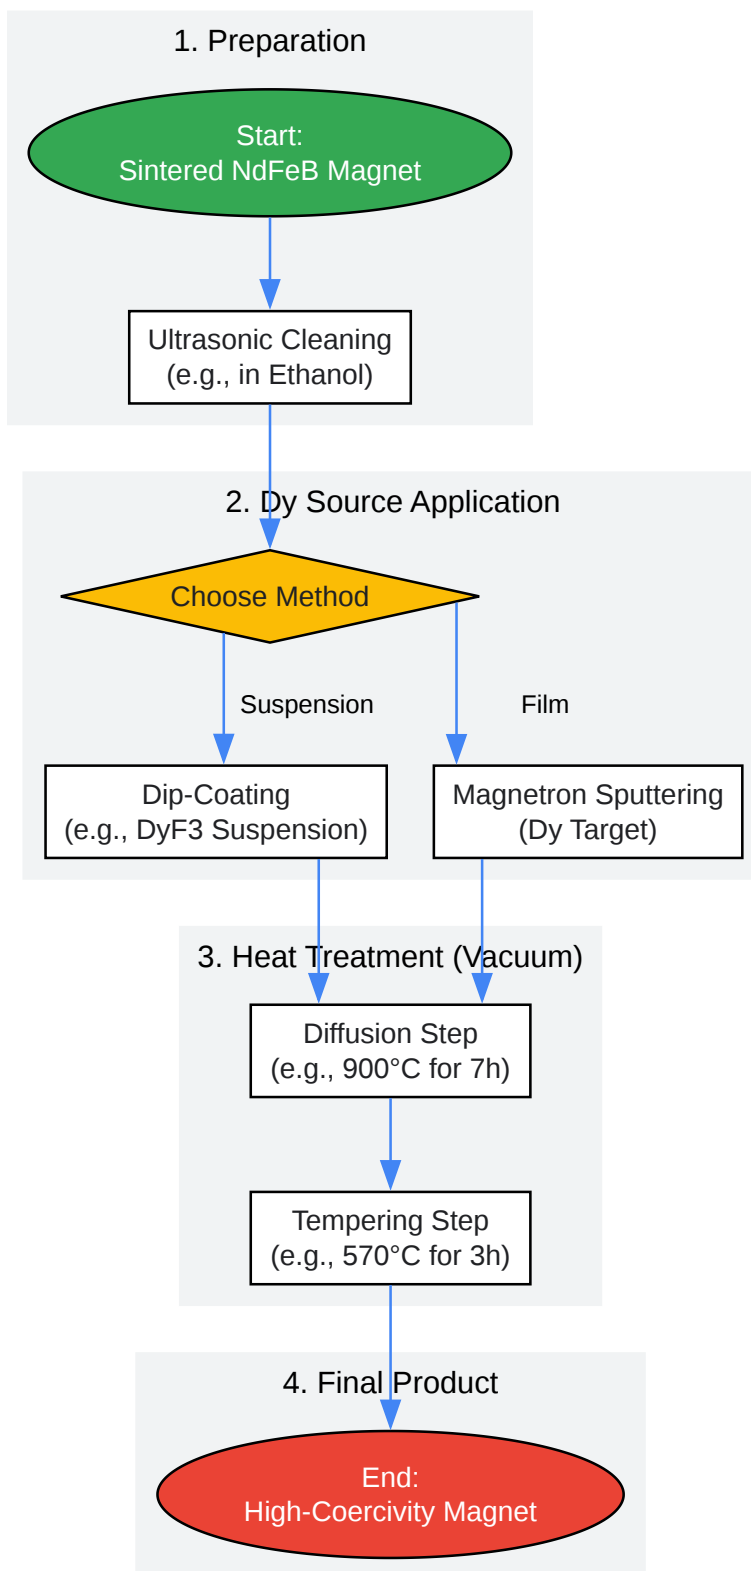 1. Preparation
Start:
Sintered NdFeB Magnet
Ultrasonic Cleaning
(e.g., in Ethanol)
2. Dy Source Application
Choose Method
Suspension
Film
Dip-Coating
(e.g., DyF3 Suspension)
Magnetron Sputtering
(Dy Target)
3. Heat Treatment (Vacuum)
Diffusion Step
(e.g., 900°C for 7h)
Tempering Step
(e.g., 570°C for 3h)
4. Final Product
End:
High-Coercivity Magnet